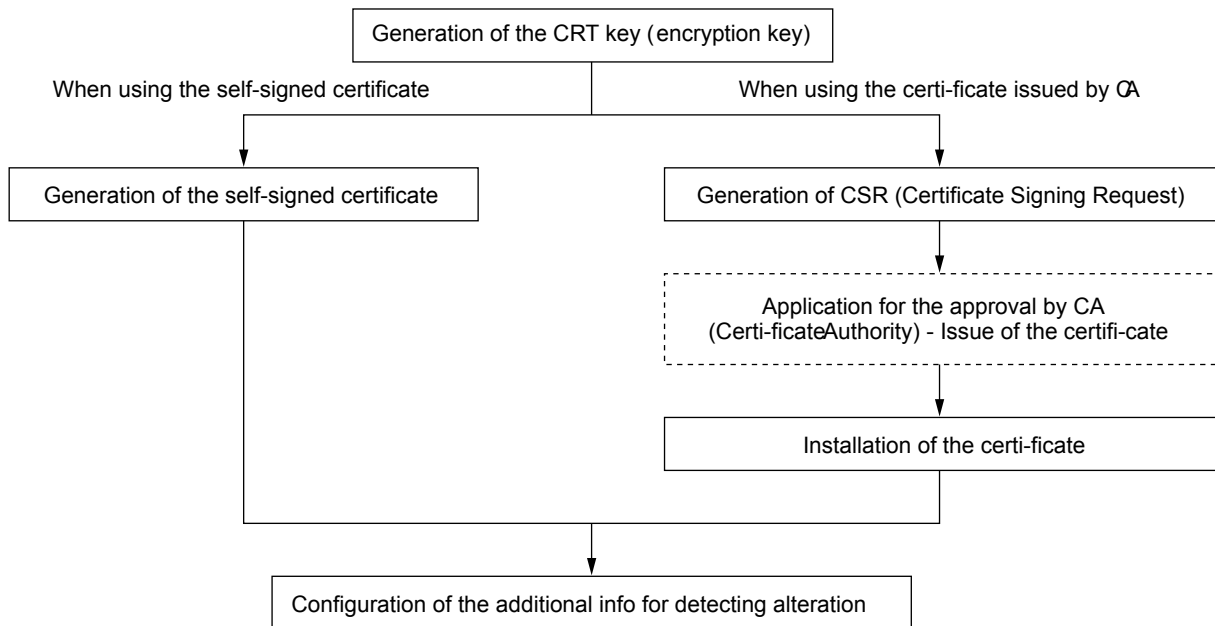 Generation of the CRT key (encryption key)
When using the self-signed certificate
When using the certi-ficate issued by CA
Generation of the self-signed certificate
Generation of CSR (Certificate Signing Request)
Application for the approval by CA
(Certi-ficateAuthority) - Issue of the certifi-cate
Installation of the certi-ficate
Configuration of the additional info for detecting alteration